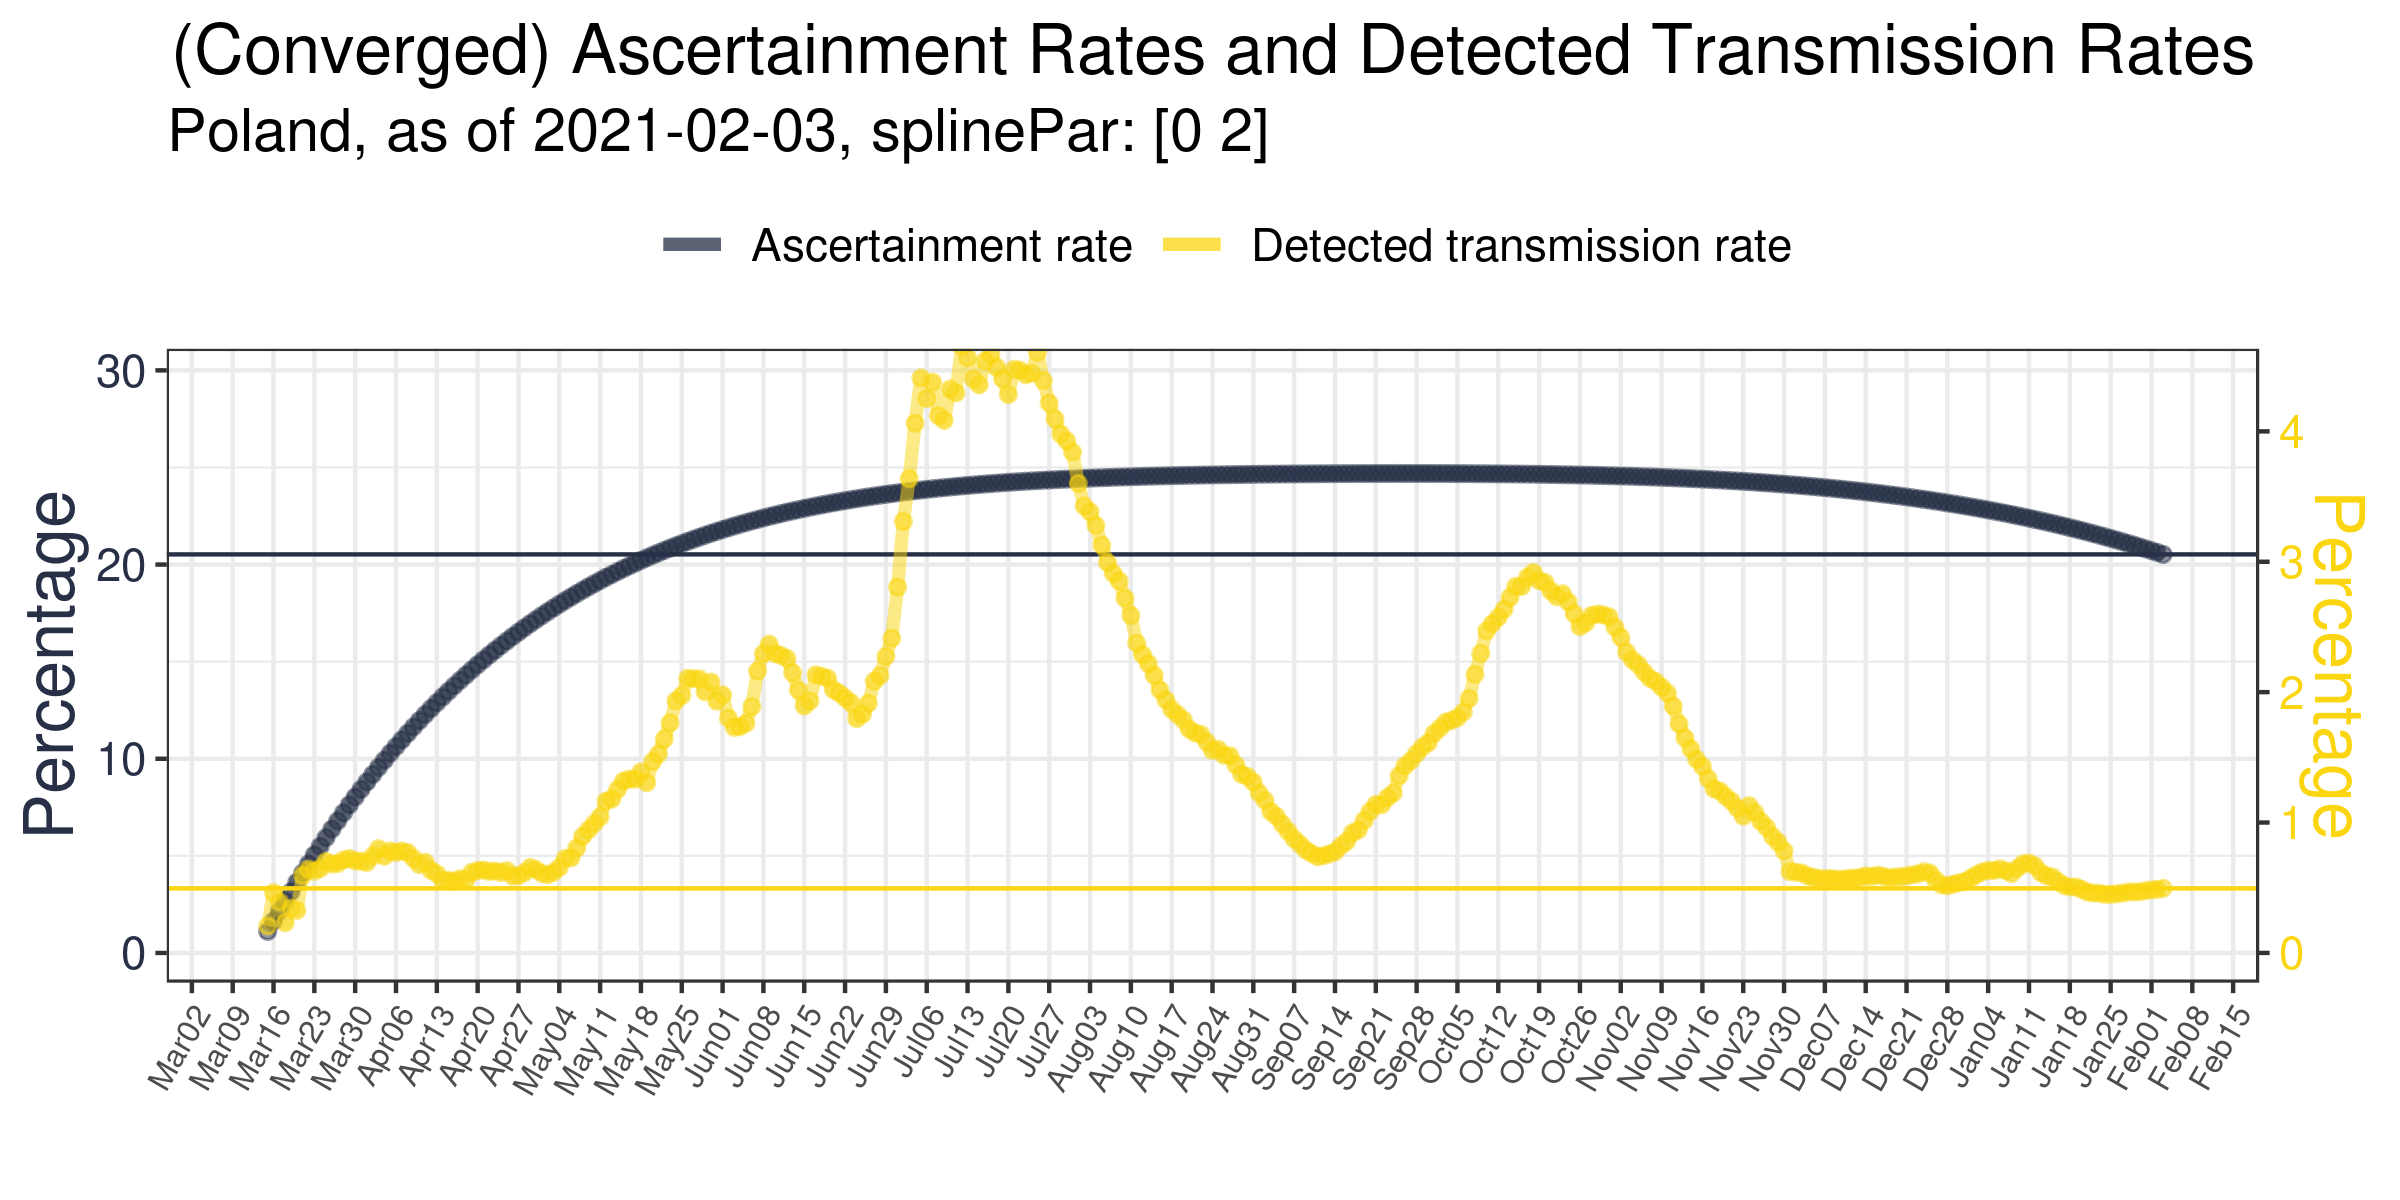 (Converged) Ascertainment Rates and Detected Transmission Rates
Poland, as of 2021-02-03, splinePar: [0 2]
Ascertainment rate Detected transmission rate
Percentage
30
20
10
0
4
3
2
1
0
Percentage
Mar02 Mar09 Mar16 Mar23 Mar30 Apr06 Apr13 Apr20 Apr27 May04 May11 May18 May25 Jun01 Jun08 Jun15 Jun22 Jun29 Jul06 Jul13 Jul20 Jul27 Aug03 Aug10 Aug17 Aug24 Aug31 Sep07 Sep14 Sep21 Sep28 Oct05 Oct12 Oct19 Oct26 Nov02 Nov09 Nov16 Nov23 Nov30 Dec07 Dec14 Dec21 Dec28 Jan04 Jan11 Jan18 Jan25 Feb01 Feb08 Feb15